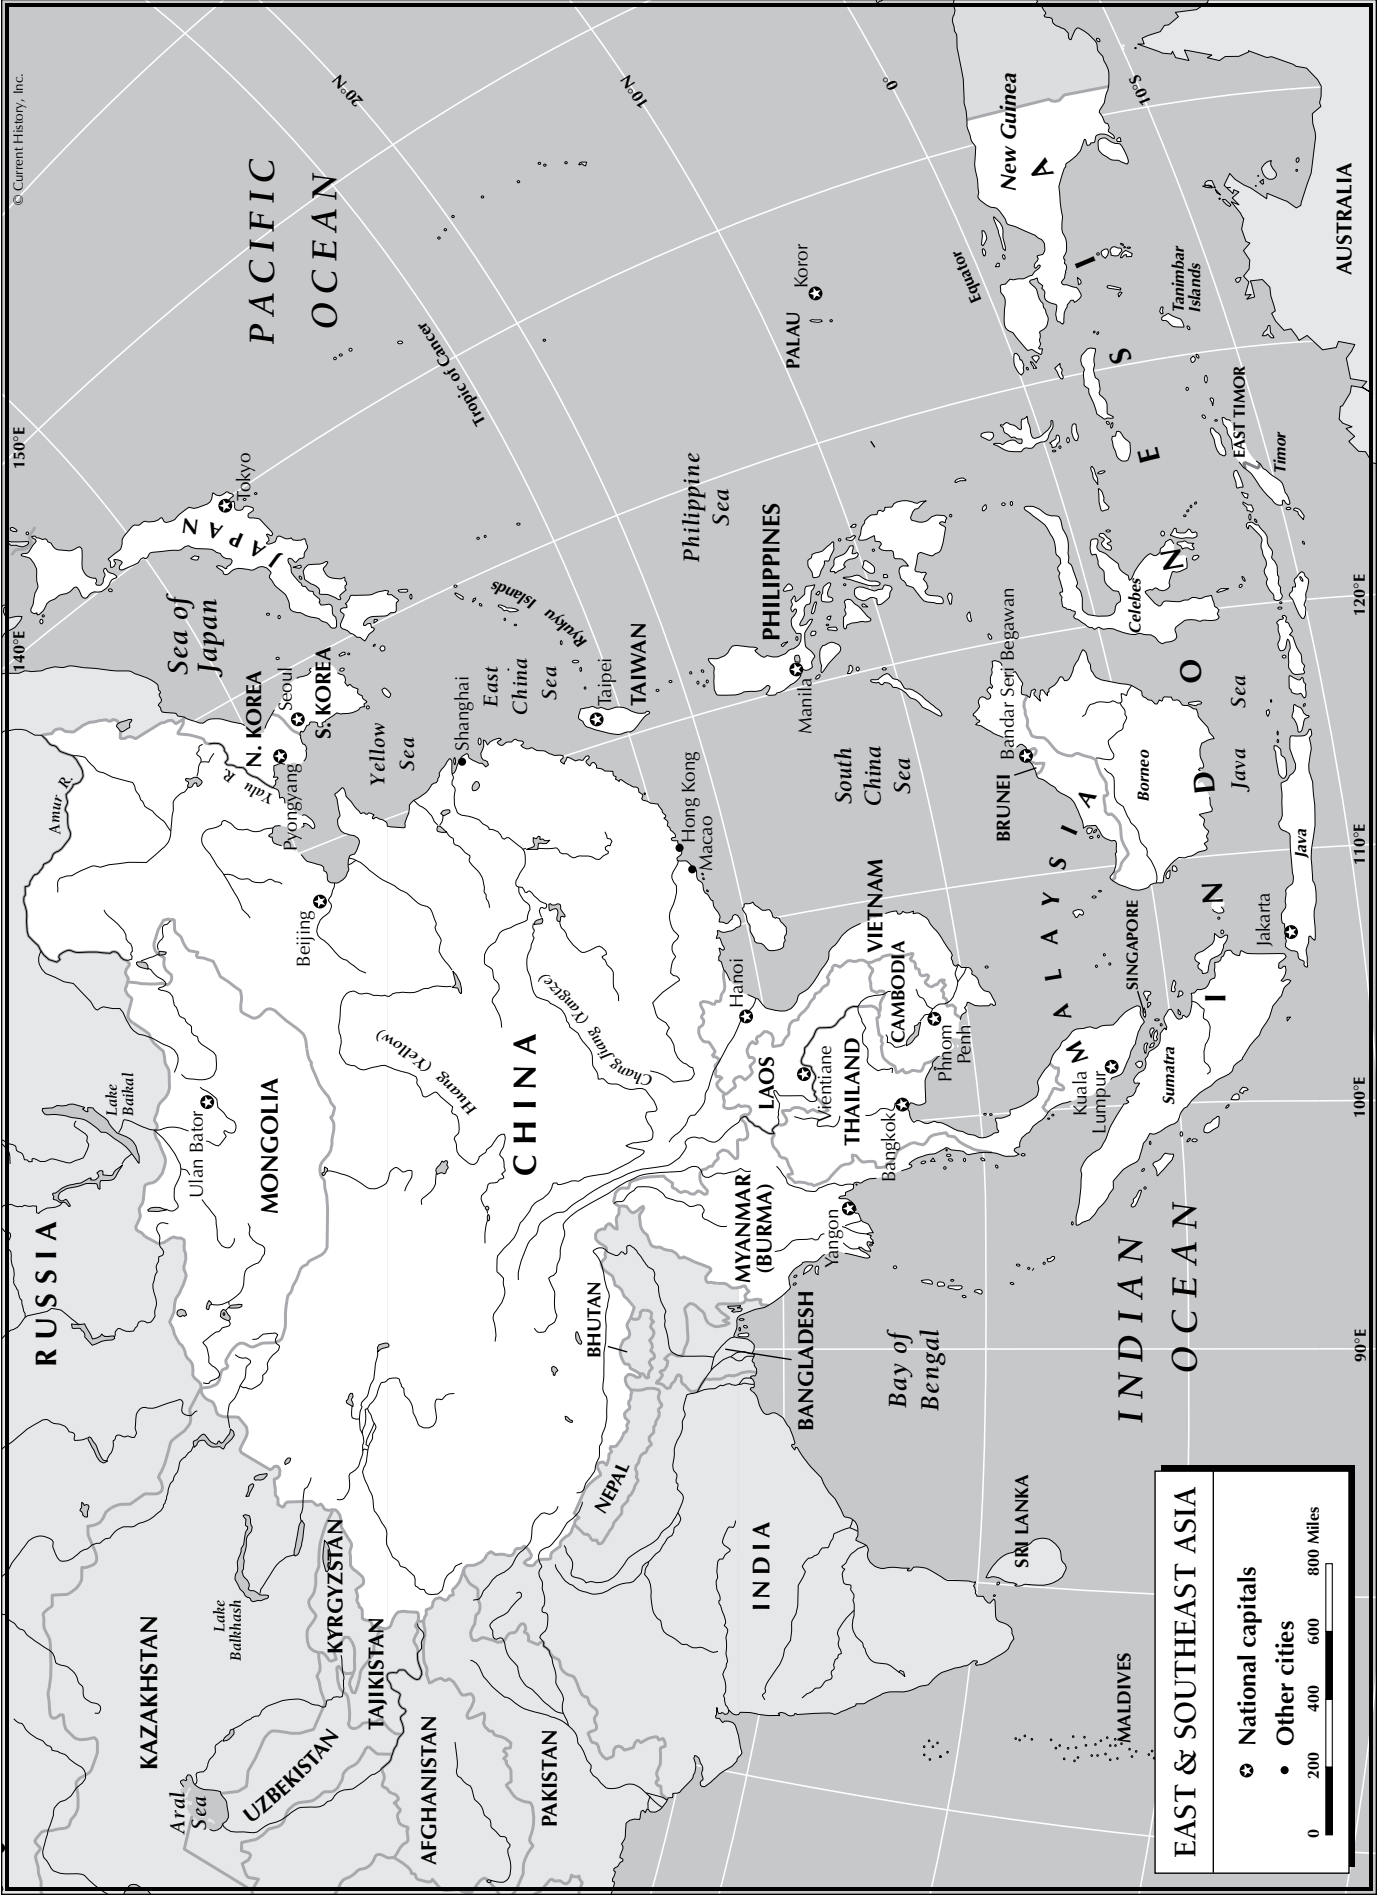 © Current History, Inc.
140°E
150°E
RUSSIA
Lake
Baikal
Amur R.
Sea of
Japan
JAPAN
Tokyo
PACIFIC
OCEAN
20°N
10°N
0°
10°S
KAZAKHSTAN
Aral
Sea
Lake
Balkhash
Ulan Bator
MONGOLIA
UZBEKISTAN
KYRGYZSTAN
TAJIKISTAN
AFGHANISTAN
PAKISTAN
Beijing
Yalu R.
N. KOREA
Pyongyang
Seoul
S. KOREA
Yellow
Sea
Huang (Yellow)
CHINA
Chang Jiang (Yangtze)
Shanghai
East
China
Sea
Ryukyu Islands
Taipei
TAIWAN
Tropic of Cancer
Hong Kong
Macao
NEPAL
BHUTAN
INDIA
BANGLADESH
MYANMAR
(BURMA)
Yangon
LAOS
Hanoi
Vientiane
THAILAND
Bangkok
VIETNAM
CAMBODIA
Phnom
Penh
South
China
Sea
Philippine
Sea
PHILIPPINES
Manila
PALAU
Koror
Equator
Bay of
Bengal
SRI LANKA
MALDIVES
INDIAN
OCEAN
MALAYSIA
Kuala
Lumpur
SINGAPORE
BRUNEI
Bandar Seri Begawan
Borneo
Celebes
Sumatra
INDONESIA
New Guinea
Java
Sea
Jakarta
Java
EAST TIMOR
Timor
Tanimbar
Islands
AUSTRALIA
90°E
100°E
110°E
120°E
EAST & SOUTHEAST ASIA
National capitals
Other cities
0 200 400 600 800 Miles